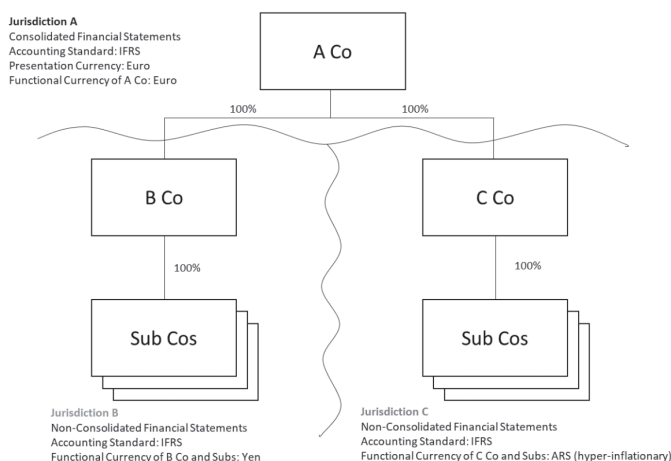 Jurisdiction A
Consolidated Financial Statements
Accounting Standard: IFRS
Presentation Currency: Euro
Functional Currency of A Co: Euro
A Co
100%
100%
B Co
C Co
100%
100%
Sub Cos
Sub Cos
Jurisdiction B
Non-Consolidated Financial Statements
Accounting Standard: IFRS
Functional Currency of B Co and Subs: Yen
Jurisdiction C
Non-Consolidated Financial Statements
Accounting Standard: IFRS
Functional Currency of C Co and Subs: ARS (hyper-inflationary)